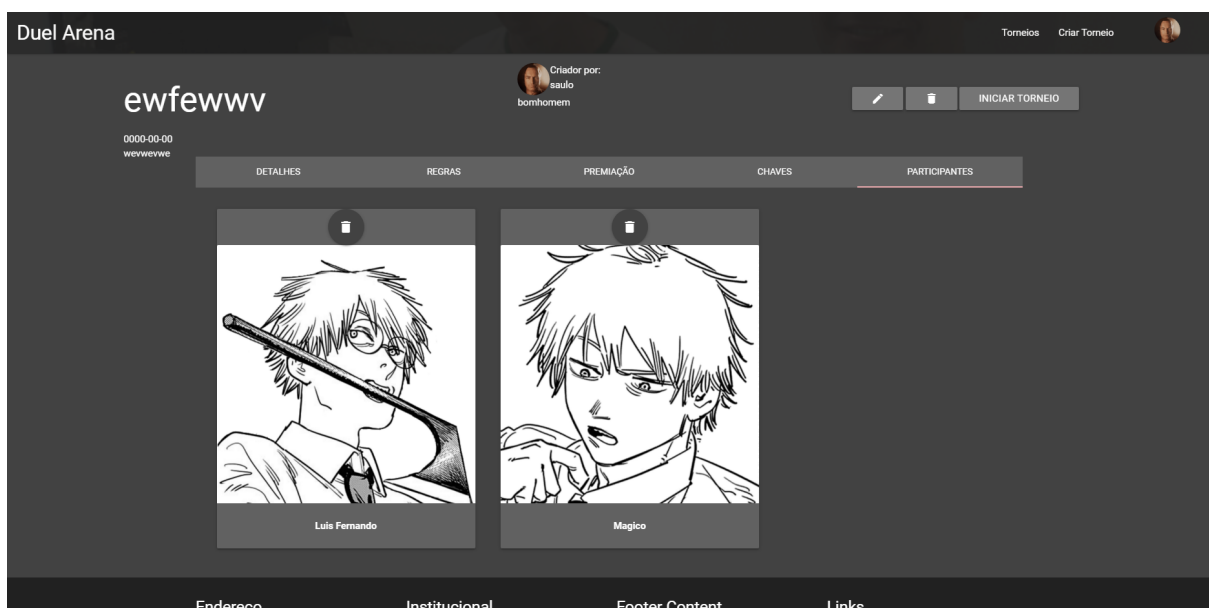 Duel Arena
Torneios
Criar Torneio
ewfewwv
Criador por:
saulo
bomhomem
INICIAR TORNEIO
0000-00-00
wevwevwe
DETALHES
REGRAS
PREMIAÇÃO
CHAVES
PARTICIPANTES
Luis Fernando
Magico
Endereço
Institucional
Footer Content
Links